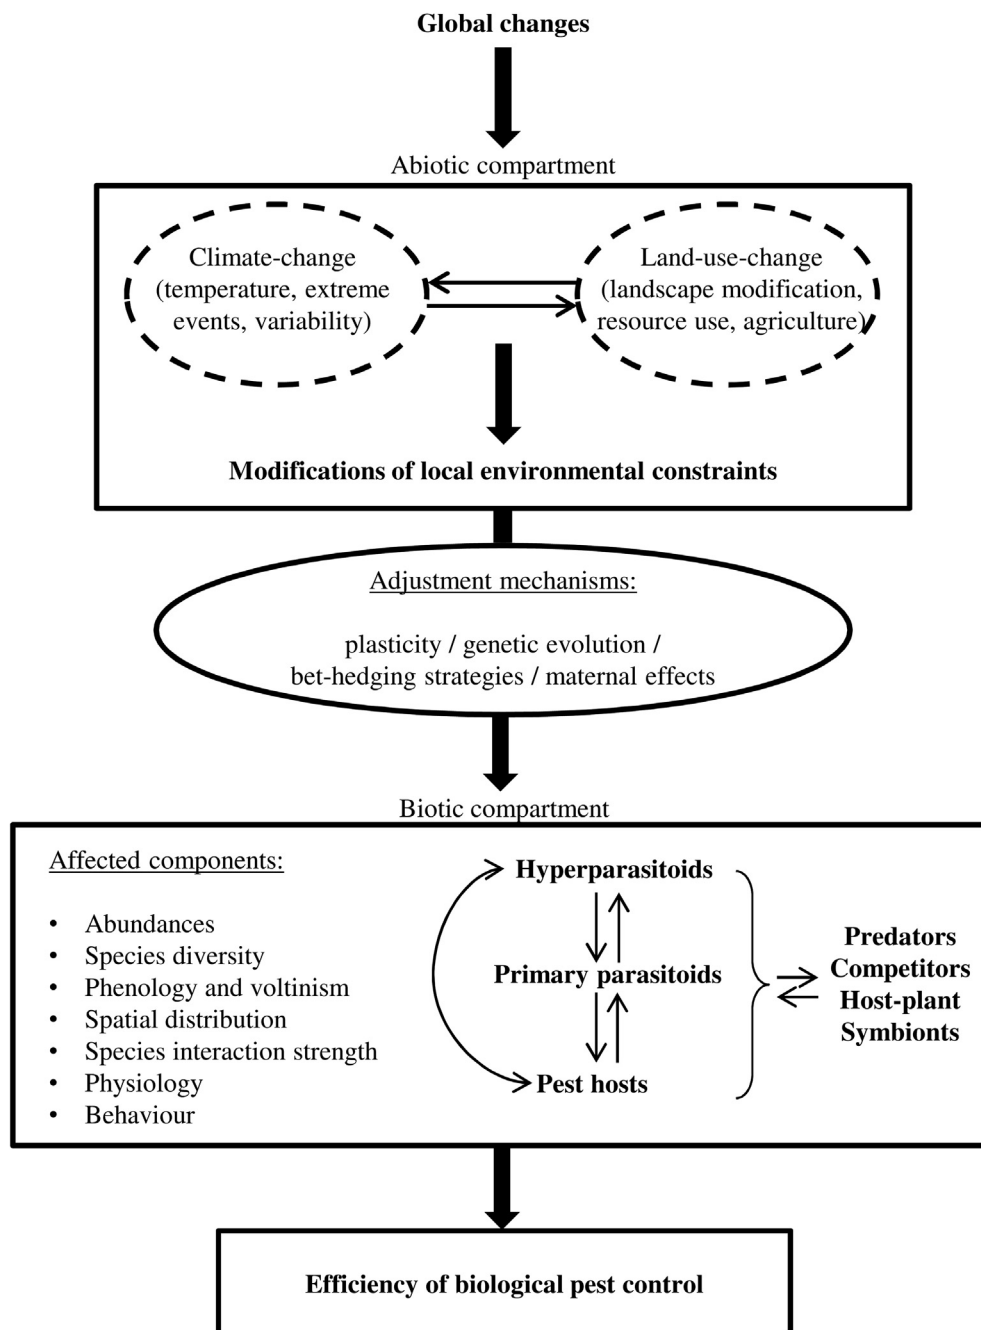 Global changes
Abiotic compartment
Climate-change
(temperature, extreme
events, variability)
Land-use-change
(landscape modification,
resource use, agriculture)
Modifications of local environmental constraints
Adjustment mechanisms:
plasticity / genetic evolution /
bet-hedging strategies / maternal effects
Biotic compartment
Affected components:
• Abundances
• Species diversity
• Phenology and voltinism
• Spatial distribution
• Species interaction strength
• Physiology
• Behaviour
Hyperparasitoids
Primary parasitoids
Pest hosts
Predators
Competitors
Host-plant
Symbionts
Efficiency of biological pest control